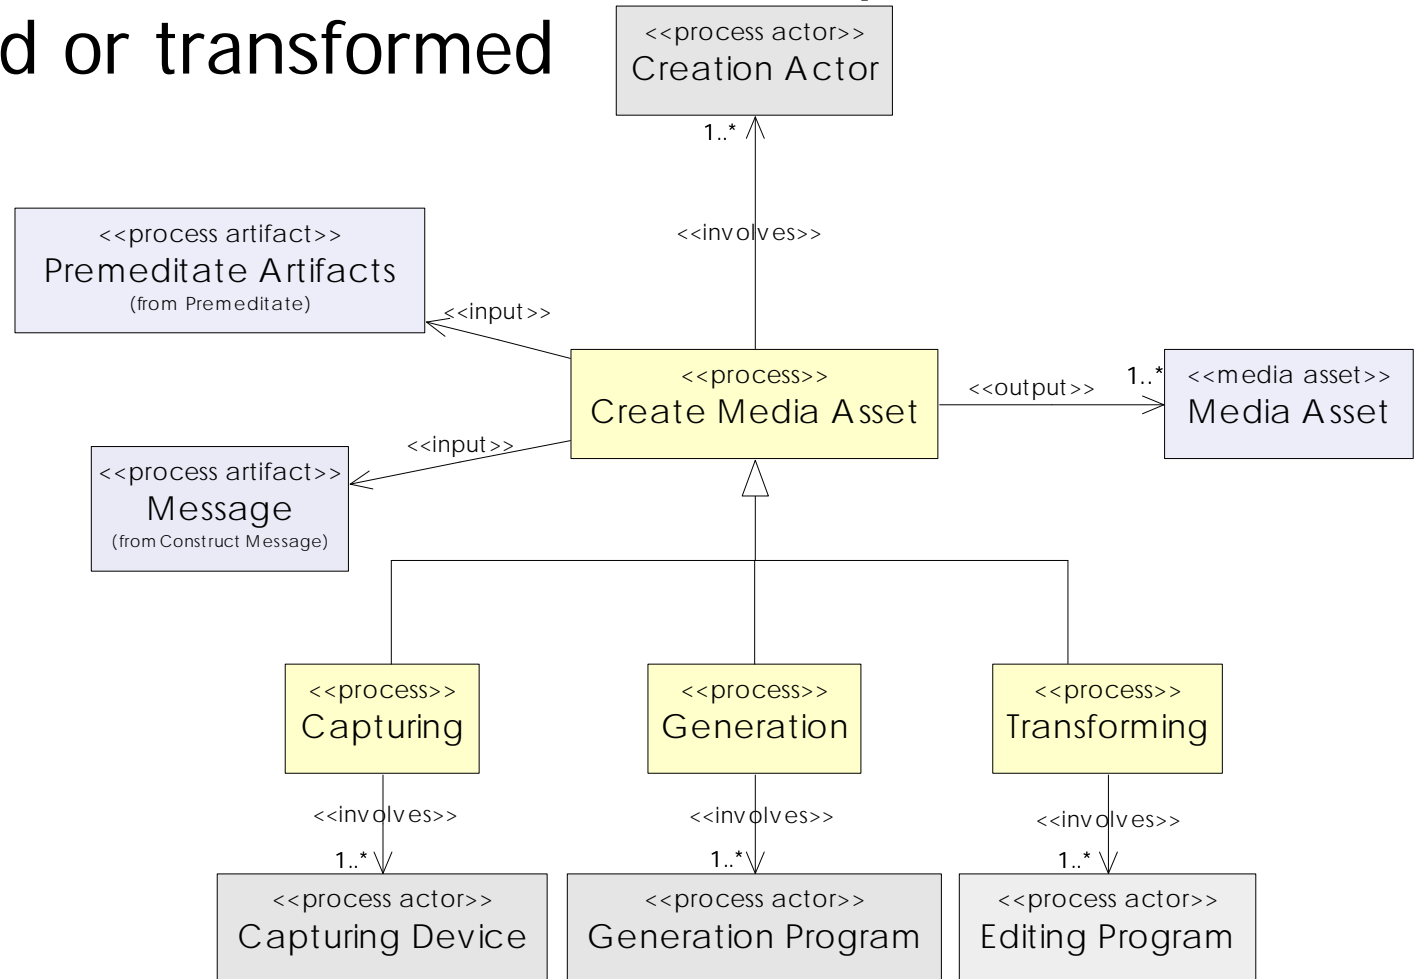 d or transformed
<<process actor>>
Creation Actor
1..*
<<involves>>
<<process artifact>>
Premeditate Artifacts
(from Premeditate)
<<input>>
<<process>>
Create Media Asset
<<output>>
1..*
<<media asset>>
Media Asset
<<input>>
<<process artifact>>
Message
(from Construct Message)
<<process>>
Capturing
<<process>>
Generation
<<process>>
Transforming
<<involves>>
<<involves>>
<<involves>>
1..*
1..*
1..*
<<process actor>>
Capturing Device
<<process actor>>
Generation Program
<<process actor>>
Editing Program